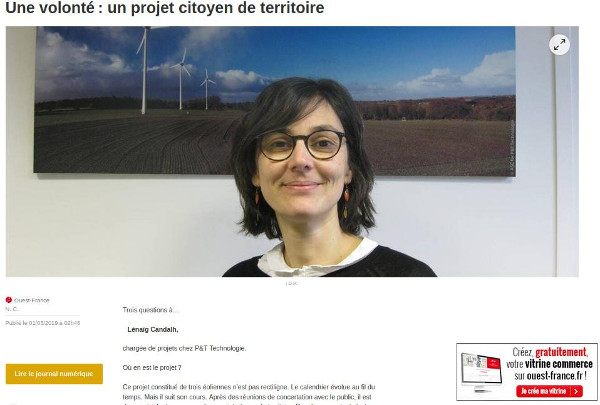 Une volonté : un projet citoyen de territoire
| DR
Ouest-France
N. C.
Publié le 01/03/2019 à 02h46
Lire le journal numérique
Trois questions à…
Lénaïg Candalh,
chargée de projets chez P&T Technologie.
Où en est le projet ?
Ce projet constitué de trois éoliennes n'est pas rectiligne. Le calendrier évolue au fil du
temps. Mais il suit son cours. Après des réunions de concertation avec le public, il est
Créez, gratuitement,
votre vitrine commerce
sur ouest-france.fr !
Je crée ma vitrine